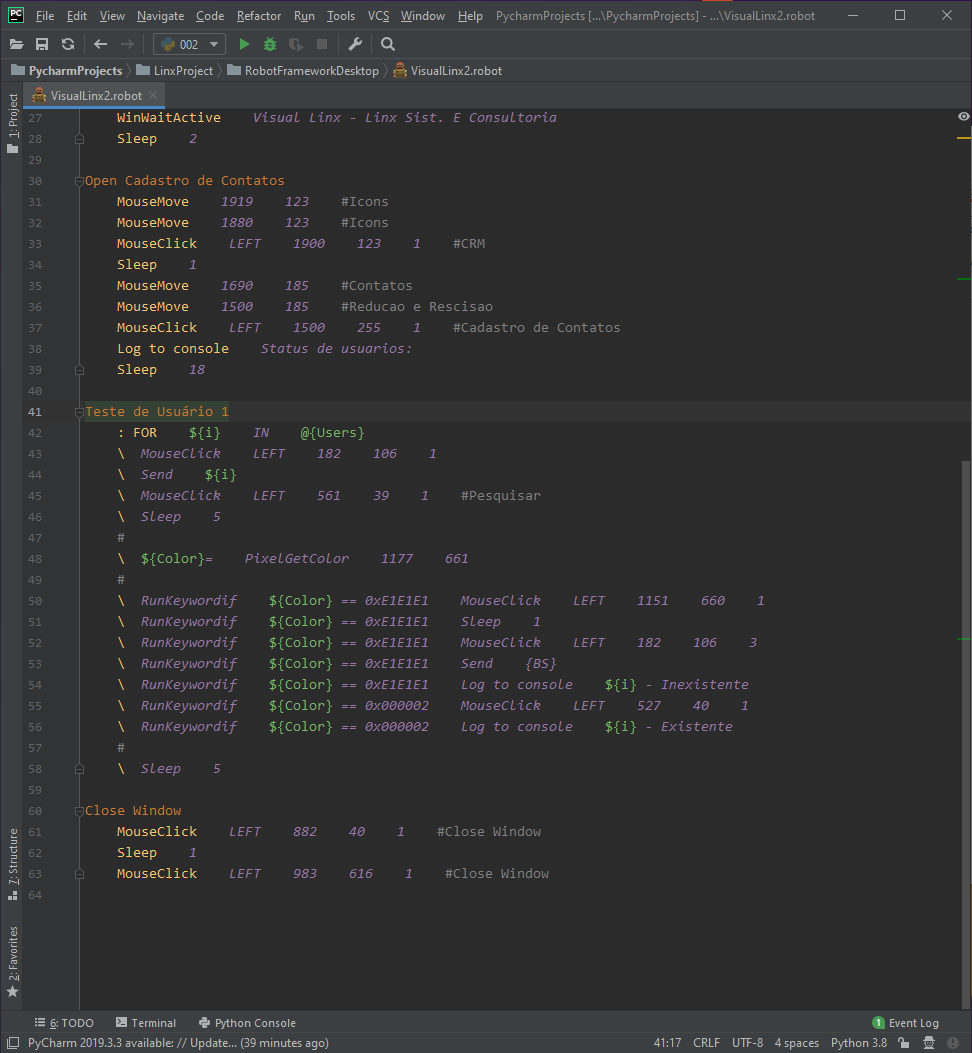 PC File Edit View Navigate Code Refactor Run Tools VCS Window Help PycharmProjects [...\PycharmProjects] - ...\VisualLinx2.robot
002
PycharmProjects LinxProject RobotFrameworkDesktop VisualLinx2.robot
VisualLinx2.robot
1: Project
27 WinWaitActive Visual Linx - Linx Sist. E Consultoria
28 Sleep 2
29
30 Open Cadastro de Contatos
31 MouseMove 1919 123 #Icons
32 MouseMove 1880 123 #Icons
33 MouseClick LEFT 1900 123 1 #CRM
34 Sleep 1
35 MouseMove 1690 185 #Contatos
36 MouseMove 1500 185 #Reducao e Rescisao
37 MouseClick LEFT 1500 255 1 #Cadastro de Contatos
38 Log to console Status de usuarios:
39 Sleep 18
40
41 Teste de Usuário 1
42 : FOR ${i} IN @{Users}
43 \ MouseClick LEFT 182 106 1
44 \ Send ${i}
45 \ MouseClick LEFT 561 39 1 #Pesquisar
46 \ Sleep 5
47 #
48 \ ${Color}= PixelGetColor 1177 661
49 #
50 \ RunKeywordif ${Color} == 0xE1E1E1 MouseClick LEFT 1151 660 1
51 \ RunKeywordif ${Color} == 0xE1E1E1 Sleep 1
52 \ RunKeywordif ${Color} == 0xE1E1E1 MouseClick LEFT 182 106 3
53 \ RunKeywordif ${Color} == 0xE1E1E1 Send {BS}
54 \ RunKeywordif ${Color} == 0xE1E1E1 Log to console ${i} - Inexistente
55 \ RunKeywordif ${Color} == 0x000002 MouseClick LEFT 527 40 1
56 \ RunKeywordif ${Color} == 0x000002 Log to console ${i} - Existente
57 #
58 \ Sleep 5
59
60 Close Window
61 MouseClick LEFT 882 40 1 #Close Window
62 Sleep 1
63 MouseClick LEFT 983 616 1 #Close Window
64
7: Structure
2: Favorites
6: TODO Terminal Python Console 1 Event Log
PyCharm 2019.3.3 available: // Update... (39 minutes ago) 41:17 CRLF UTF-8 4 spaces Python 3.8